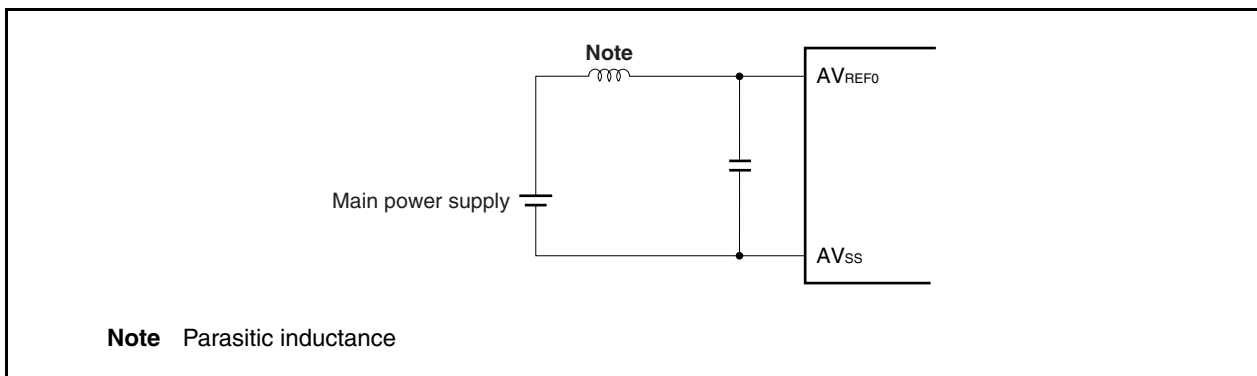 Note
AVREF0
Main power supply
AVSS
Note Parasitic inductance